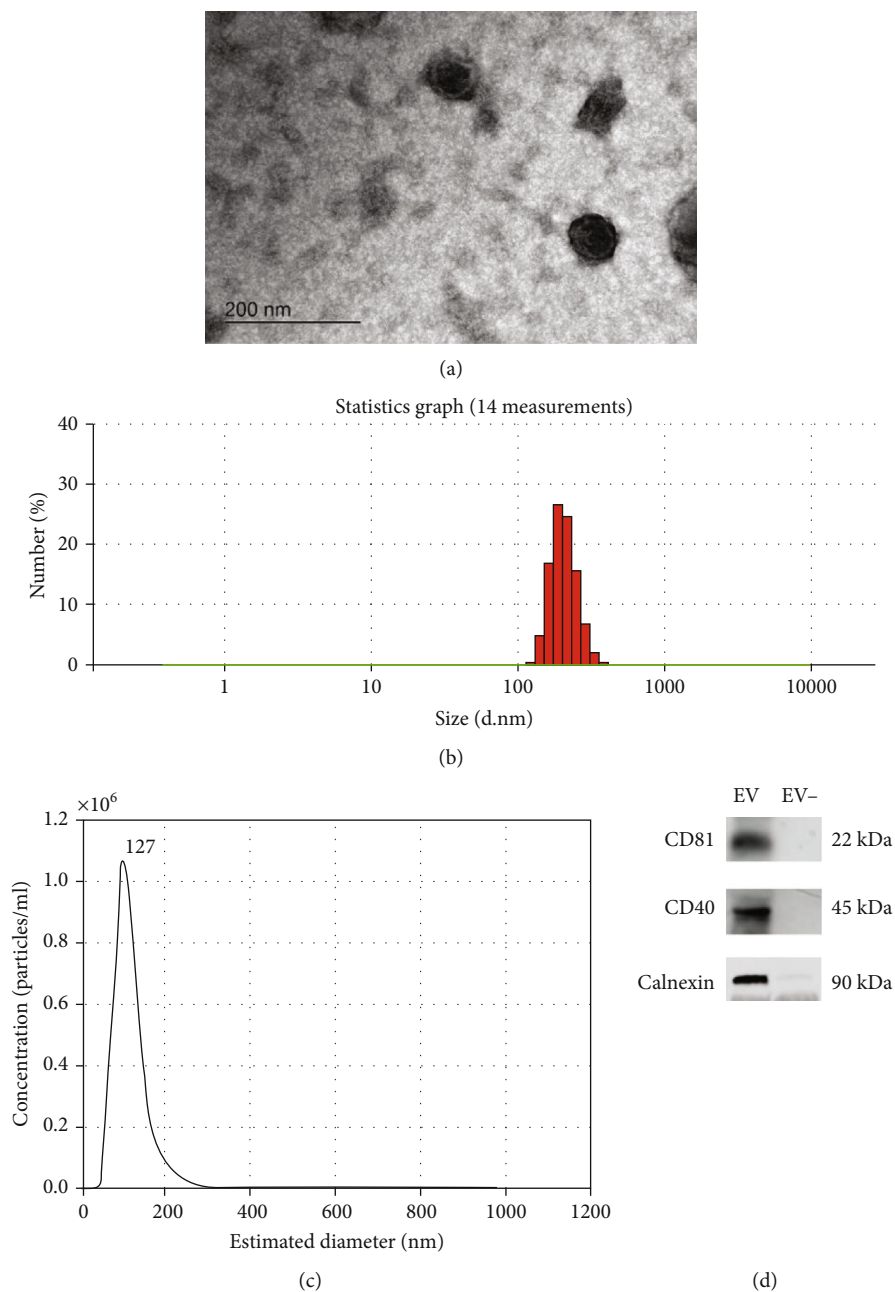 200 nm
(a)
Statistics graph (14 measurements)
40
30
20
10
0
Number (%)
1 10 100 1000 10000
Size (d.nm)
(b)
×10⁶
1.2
1.0
0.8
0.6
0.4
0.2
0.0
127
Concentration (particles/ml)
0 200 400 600 800 1000 1200
Estimated diameter (nm)
(c)
EV EV–
CD81 22 kDa
CD40 45 kDa
Calnexin 90 kDa
(d)